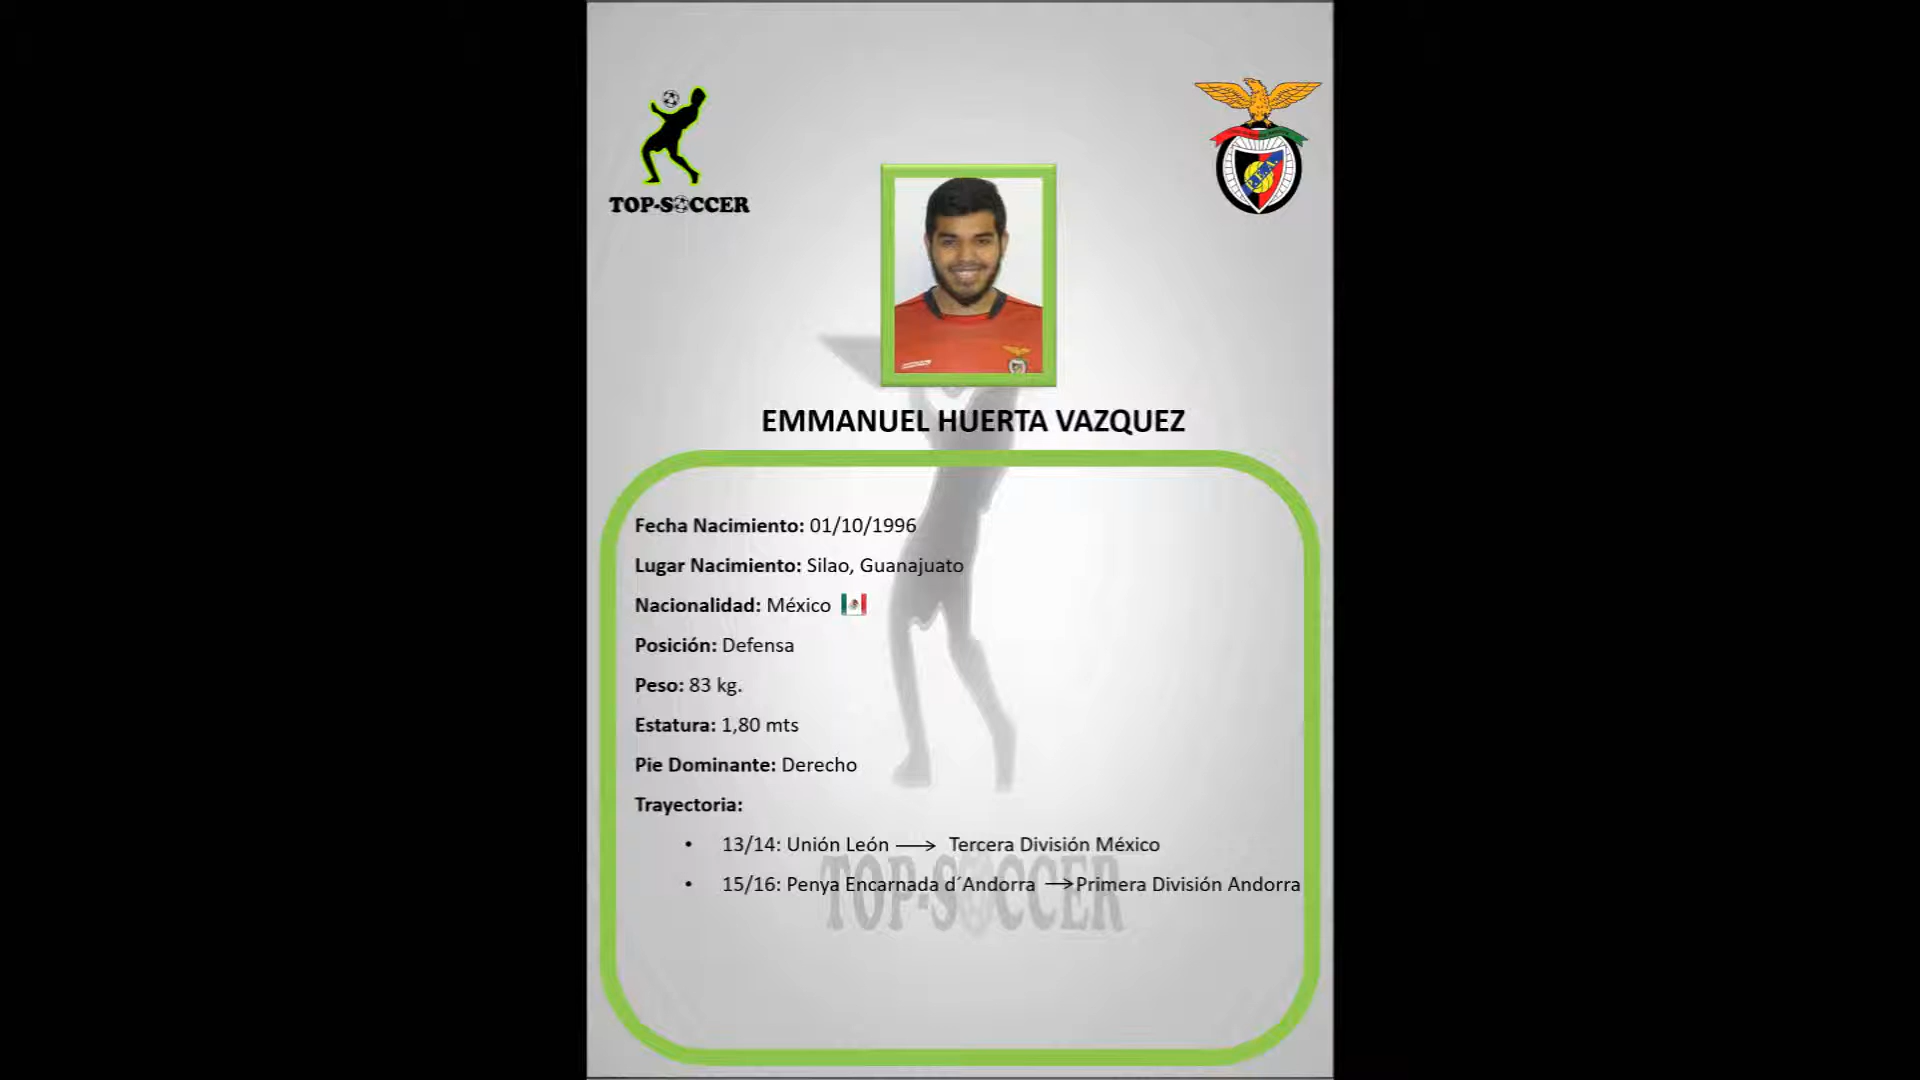 TOP-SOCCER
EMMANUEL HUERTA VAZQUEZ
Fecha Nacimiento: 01/10/1996
Lugar Nacimiento: Silao, Guanajuato
Nacionalidad: México
Posición: Defensa
Peso: 83 kg.
Estatura: 1,80 mts
Pie Dominante: Derecho
Trayectoria:
• 13/14: Unión León → Tercera División México
• 15/16: Penya Encarnada d´Andorra → Primera División Andorra
TOP-SOCCER